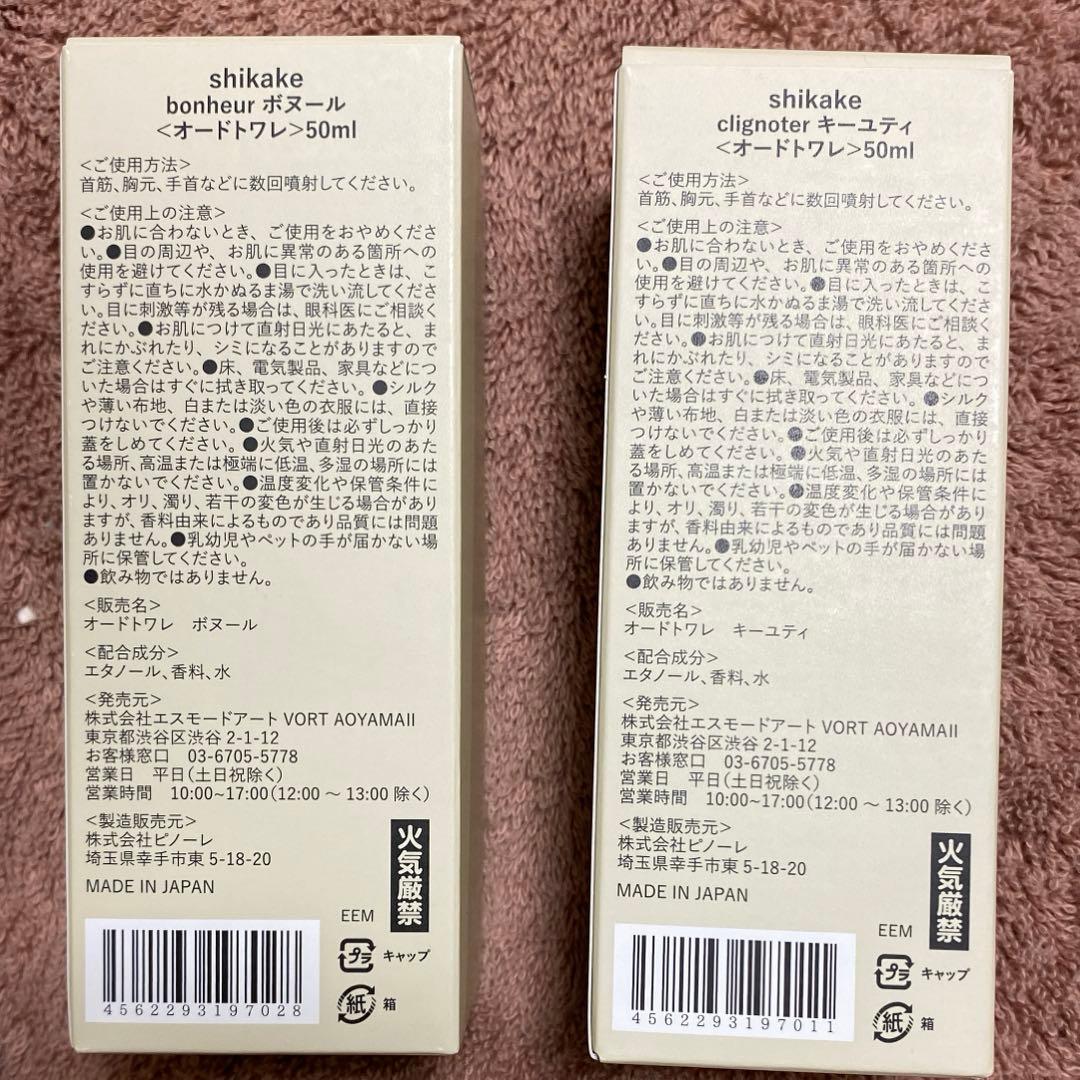 shikake
bonheur ボヌール
<オードトワレ>50ml
<ご使用方法>
首筋、胸元、手首などに数回噴射してください。
<ご使用上の注意>
●お肌に合わないとき、ご使用をおやめくださ
い。●目の周辺や、お肌に異常のある箇所への
使用を避けてください。●目に入ったときは、こ
すらずに直ちに水かぬるま湯で洗い流してくださ
い。目に刺激等が残る場合は、眼科医にご相談く
ださい。●お肌につけて直射日光にあたると、ま
れにかぶれたり、シミになることがありますので
ご注意ください。●床、電気製品、家具などにつ
いた場合はすぐに拭き取ってください。●シルク
や薄い布地、白または淡い色の衣服には、直接
つけないでください。●ご使用後は必ずしっかり
蓋をしめてください。●火気や直射日光のあた
る場所、高温または極端に低温、多湿の場所には
置かないでください。●温度変化や保管条件に
より、オリ、濁り、若干の変色が生じる場合があり
ますが、香料由来によるものであり品質には問題
ありません。●乳幼児やペットの手が届かない場
所に保管してください。
●飲み物ではありません。
<販売名>
オードトワレ ボヌール
<配合成分>
エタノール、香料、水
<発売元>
株式会社エスモードアート VORT AOYAMAII
東京都渋谷区渋谷 2-1-12
お客様窓口 03-6705-5778
営業日 平日(土日祝除く)
営業時間 10:00~17:00(12:00 ～ 13:00 除く)
<製造販売元>
株式会社ピノーレ
埼玉県幸手市東 5-18-20
MADE IN JAPAN
火気厳禁
EEM
プラ キャップ
紙 箱
4562293197028
shikake
clignoter キーユティ
<オードトワレ>50ml
<ご使用方法>
首筋、胸元、手首などに数回噴射してください。
<ご使用上の注意>
●お肌に合わないとき、ご使用をおやめくださ
い。●目の周辺や、お肌に異常のある箇所への
使用を避けてください。●目に入ったときは、こ
すらずに直ちに水かぬるま湯で洗い流してくださ
い。目に刺激等が残る場合は、眼科医にご相談く
ださい。●お肌につけて直射日光にあたると、ま
れにかぶれたり、シミになることがありますので
ご注意ください。●床、電気製品、家具などにつ
いた場合はすぐに拭き取ってください。●シルク
や薄い布地、白または淡い色の衣服には、直接
つけないでください。●ご使用後は必ずしっかり
蓋をしめてください。●火気や直射日光のあた
る場所、高温または極端に低温、多湿の場所には
置かないでください。●温度変化や保管条件に
より、オリ、濁り、若干の変色が生じる場合があり
ますが、香料由来によるものであり品質には問題
ありません。●乳幼児やペットの手が届かない場
所に保管してください。
●飲み物ではありません。
<販売名>
オードトワレ キーユティ
<配合成分>
エタノール、香料、水
<発売元>
株式会社エスモードアート VORT AOYAMAII
東京都渋谷区渋谷 2-1-12
お客様窓口 03-6705-5778
営業日 平日(土日祝除く)
営業時間 10:00~17:00(12:00 ～ 13:00 除く)
<製造販売元>
株式会社ピノーレ
埼玉県幸手市東 5-18-20
MADE IN JAPAN
火気厳禁
EEM
プラ キャップ
紙 箱
4562293197011